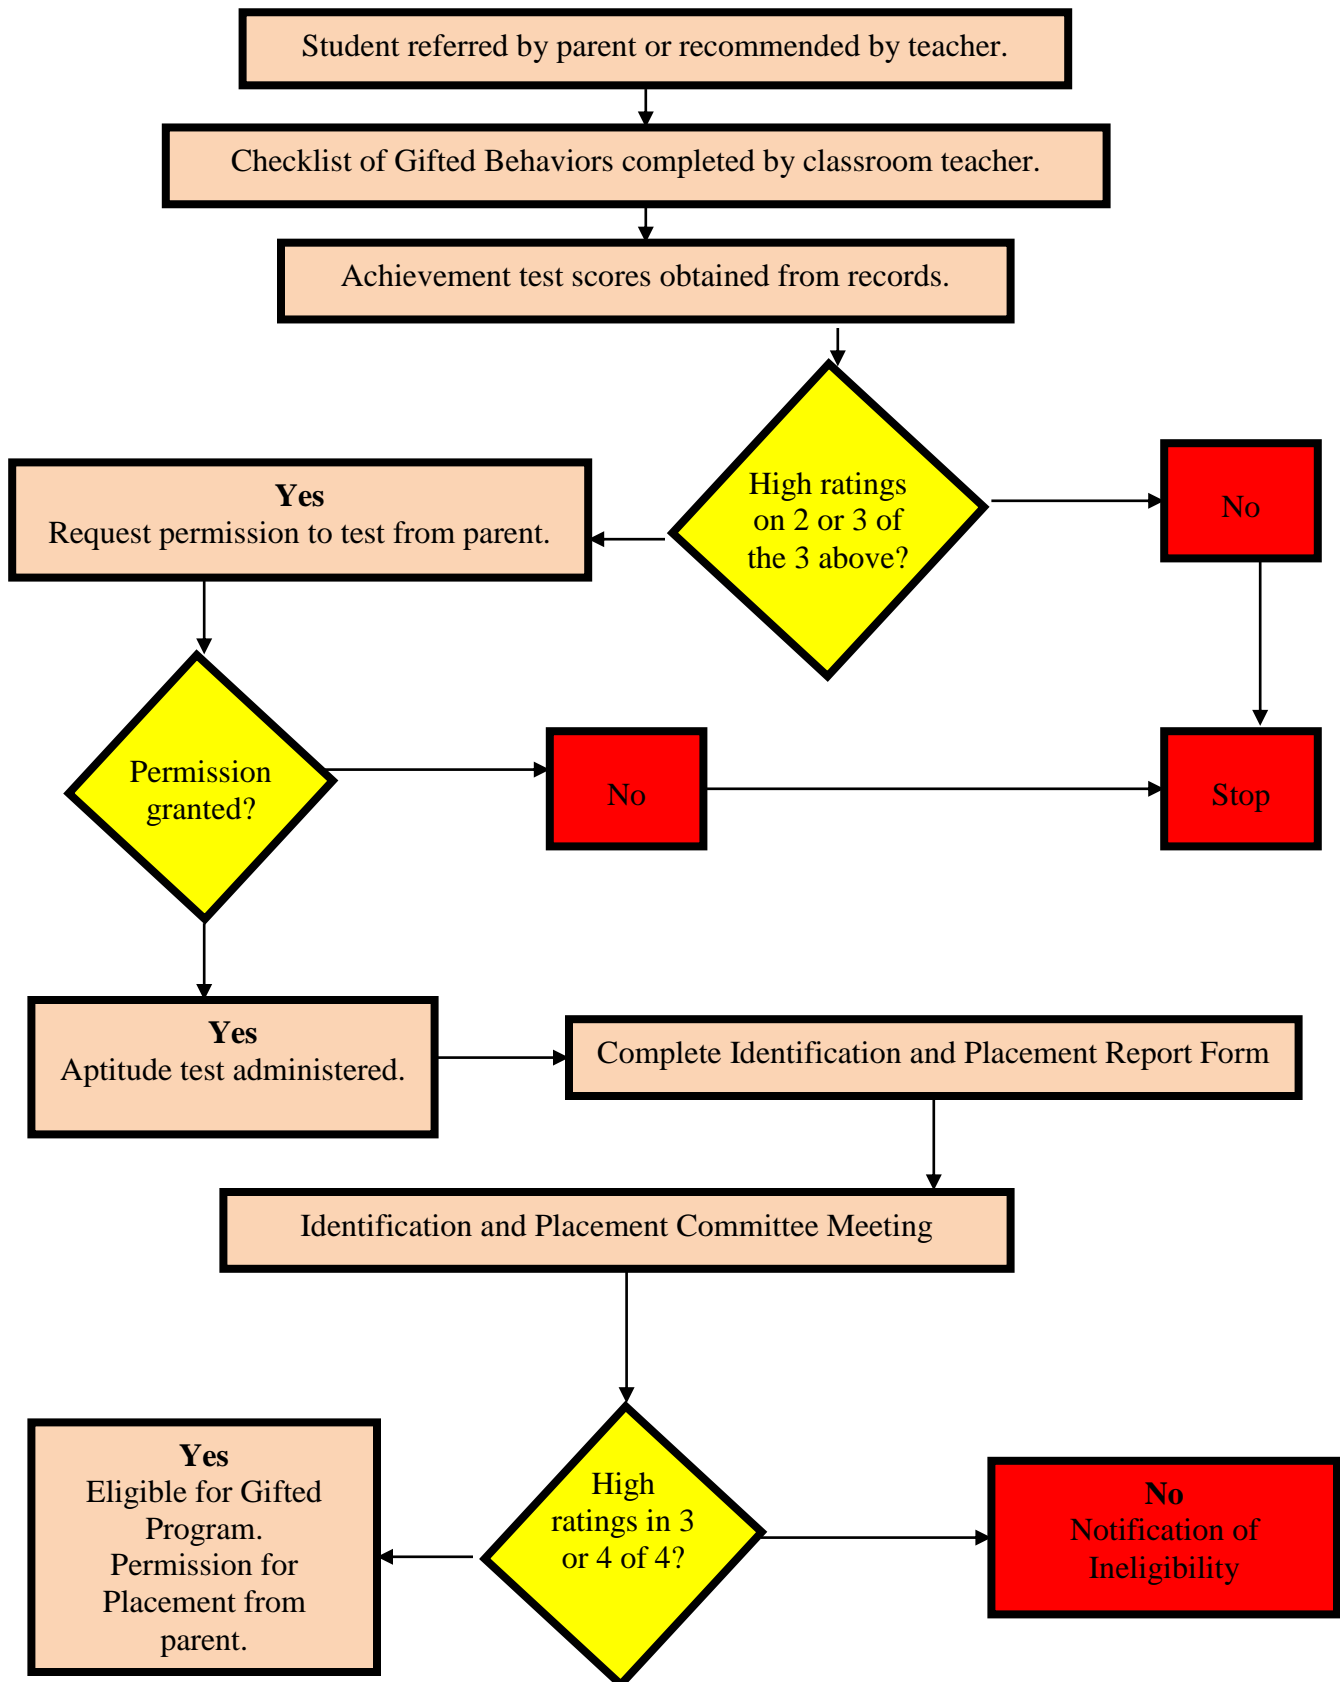 Student referred by parent or recommended by teacher.
Checklist of Gifted Behaviors completed by classroom teacher.
Achievement test scores obtained from records.
High ratings
on 2 or 3 of
the 3 above?
No
Yes
Request permission to test from parent.
Permission
granted?
No
Stop
Yes
Aptitude test administered.
Complete Identification and Placement Report Form
Identification and Placement Committee Meeting
High
ratings in 3
or 4 of 4?
Yes
Eligible for Gifted
Program.
Permission for
Placement from
parent.
No
Notification of
Ineligibility